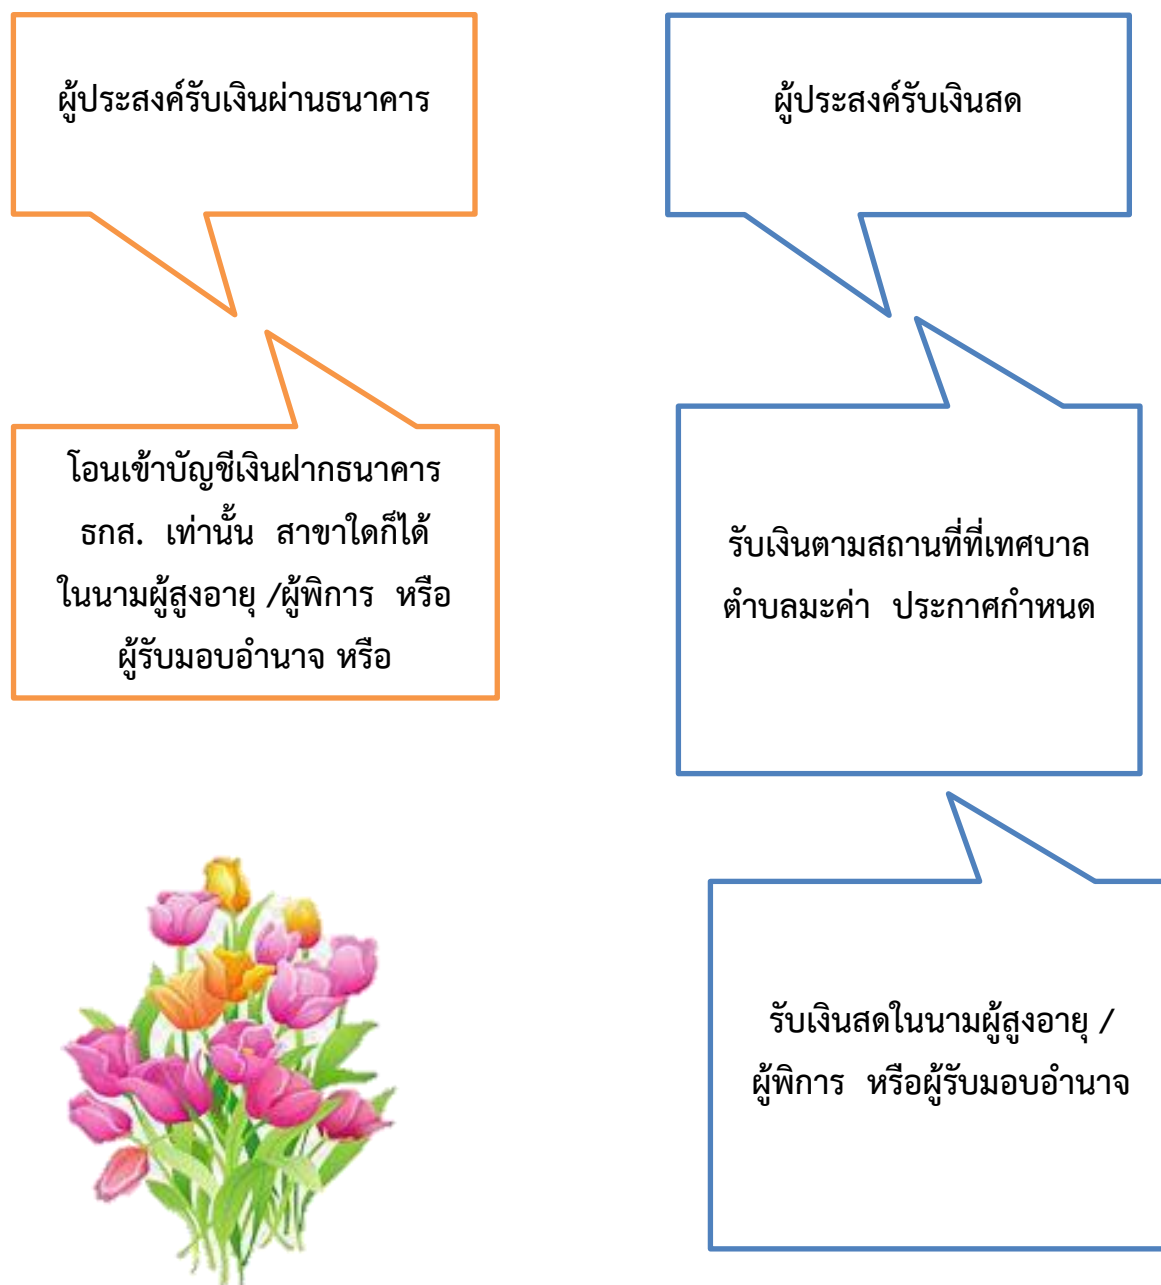 ผู้ประสงค์รับเงินผ่านธนาคาร
โอนเข้าบัญชีเงินฝากธนาคาร
ธกส. เท่านั้น สาขาใดก็ได้
ในนามผู้สูงอายุ /ผู้พิการ หรือ
ผู้รับมอบอำนาจ หรือ
ผู้ประสงค์รับเงินสด
รับเงินตามสถานที่ที่เทศบาล
ตำบลมะค่า ประกาศกำหนด
รับเงินสดในนามผู้สูงอายุ /
ผู้พิการ หรือผู้รับมอบอำนาจ